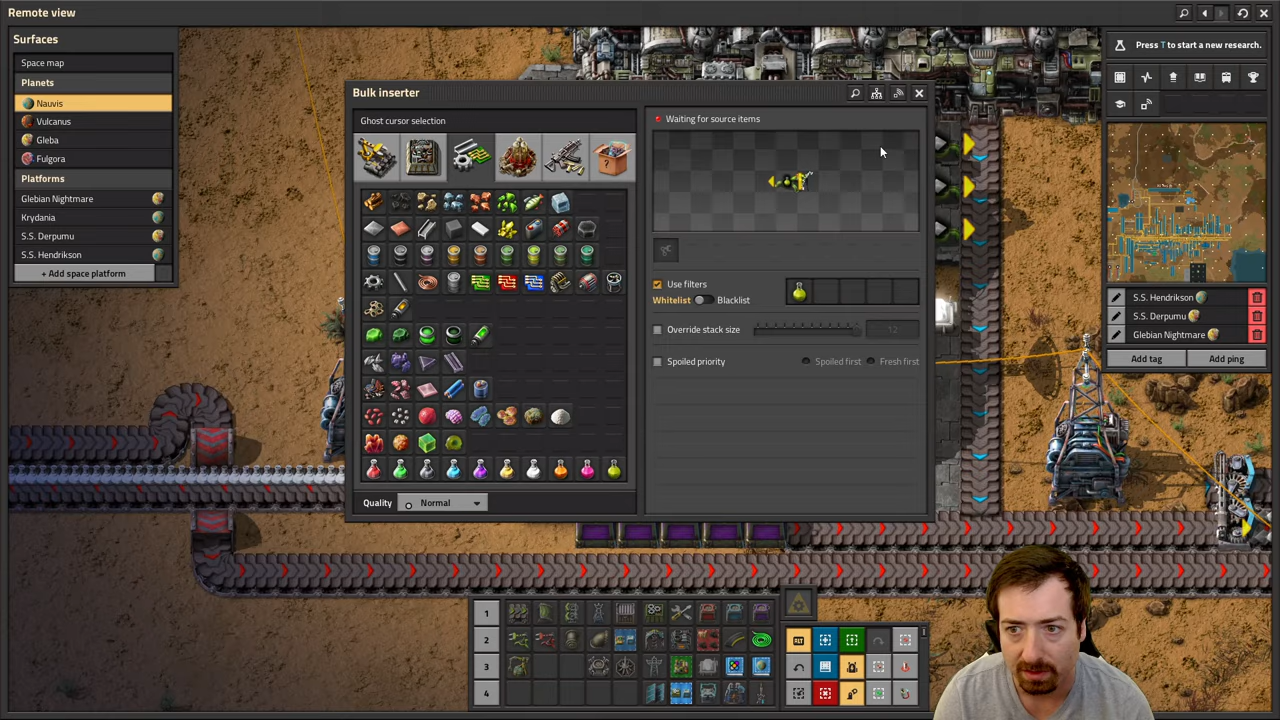 Remote view
Surfaces
Space map
Planets
Nauvis
Vulcanus
Gleba
Fulgora
Platforms
Glebian Nightmare
Krydania
S.S. Derpumu
S.S. Hendrikson
+ Add space platform
Bulk inserter
Ghost cursor selection
?
Quality
Normal
Waiting for source items
Use filters
Whitelist
Blacklist
Override stack size
12
Spoiled priority
Spoiled first
Fresh first
Press T to start a new research.
S.S. Hendrikson
S.S. Derpumu
Glebian Nightmare
Add tag
Add ping
1
2
3
4
ALT